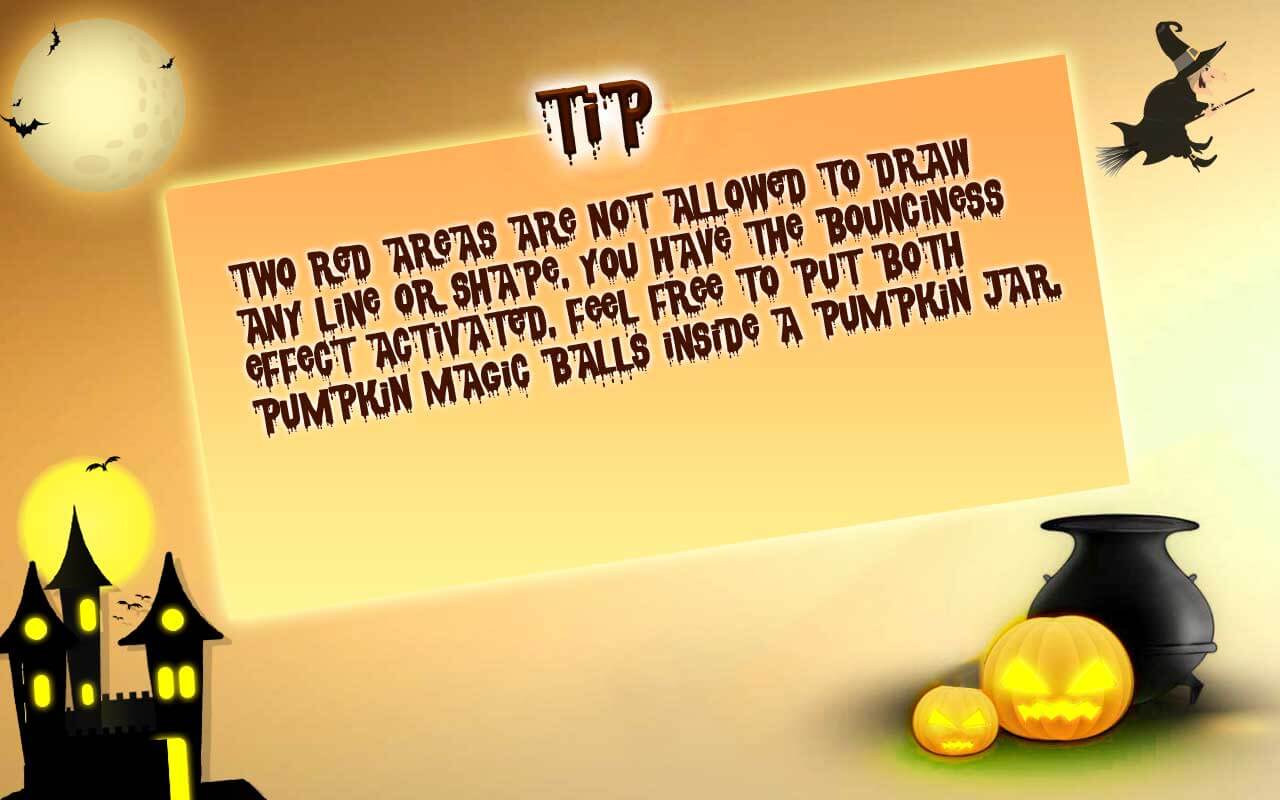 TiP
TWO RED AREAS ARE NOT ALLOWED TO DRAW
ANY LINE OR SHAPE. YOU HAVE THE BOUNCINESS
EFFECT ACTIVATED. FEEL FREE TO PUT BOTH
PUMPKIN MAGIC BALLS INSIDE A PUMPKIN JAR.